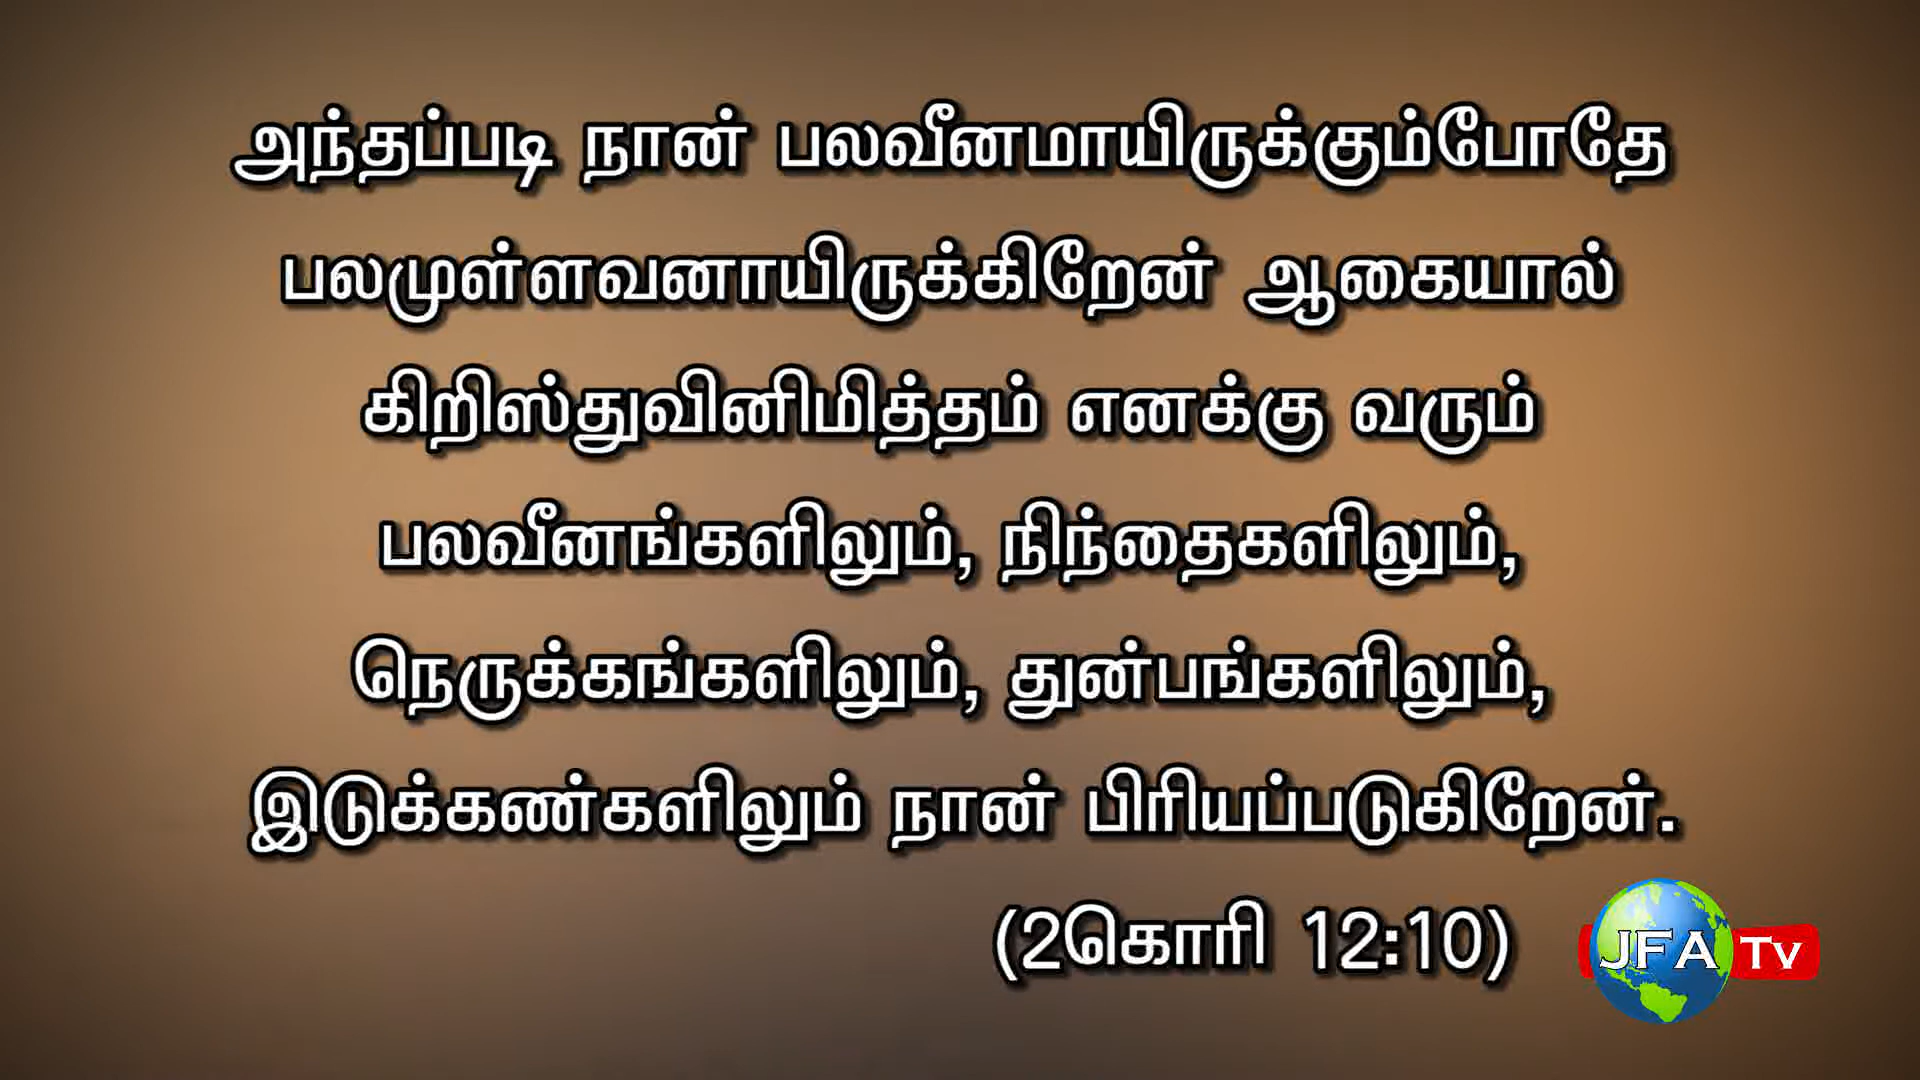 அந்தப்படி நான் பலவீனமாயிருக்கும்போதே
பலமுள்ளவனாயிருக்கிறேன் ஆகையால்
கிறிஸ்துவினிமித்தம் எனக்கு வரும்
பலவீனங்களிலும், நிந்தைகளிலும்,
நெருக்கங்களிலும், துன்பங்களிலும்,
இடுக்கண்களிலும் நான் பிரியப்படுகிறேன்.
(2கொரி 12:10)
JFA Tv